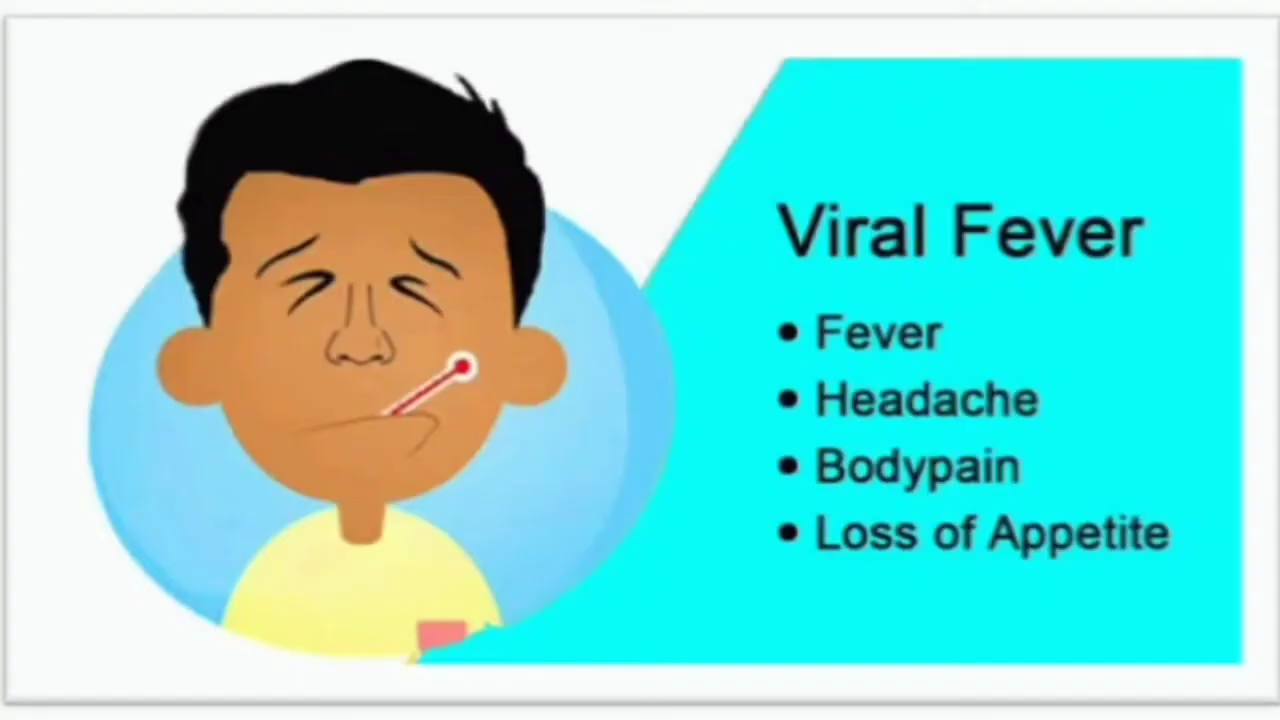 Viral Fever
• Fever
• Headache
• Bodypain
• Loss of Appetite